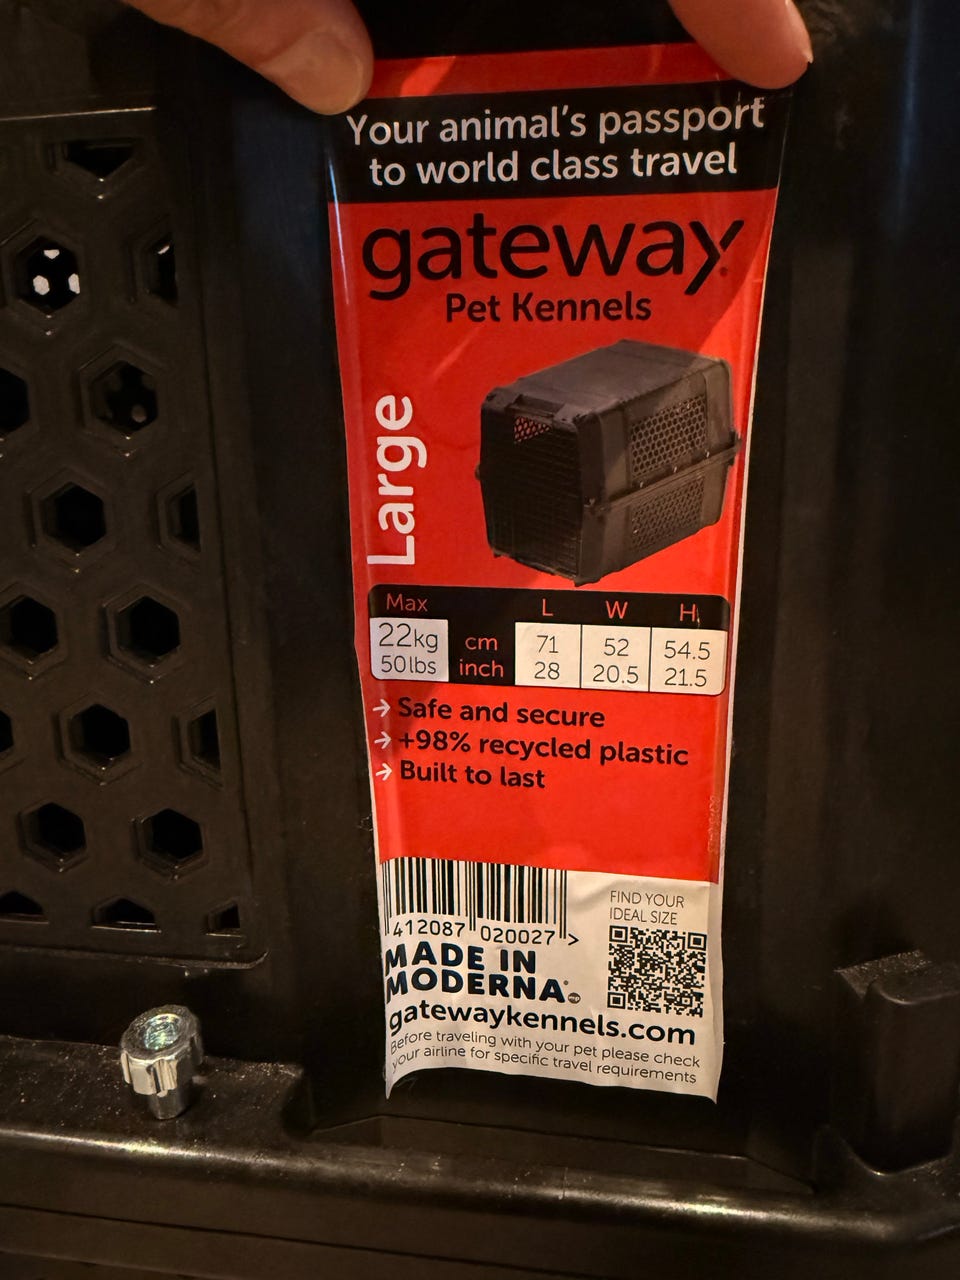 Your animal's passport
to world class travel
gateway
Pet Kennels
Large
Max L W H
22kg cm 71 52 54.5
50lbs inch 28 20.5 21.5
→ Safe and secure
→ +98% recycled plastic
→ Built to last
FIND YOUR
IDEAL SIZE
412087 020027 >
MADE IN
MODERNA
gatewaykennels.com
Before traveling with your pet please check
your airline for specific travel requirements